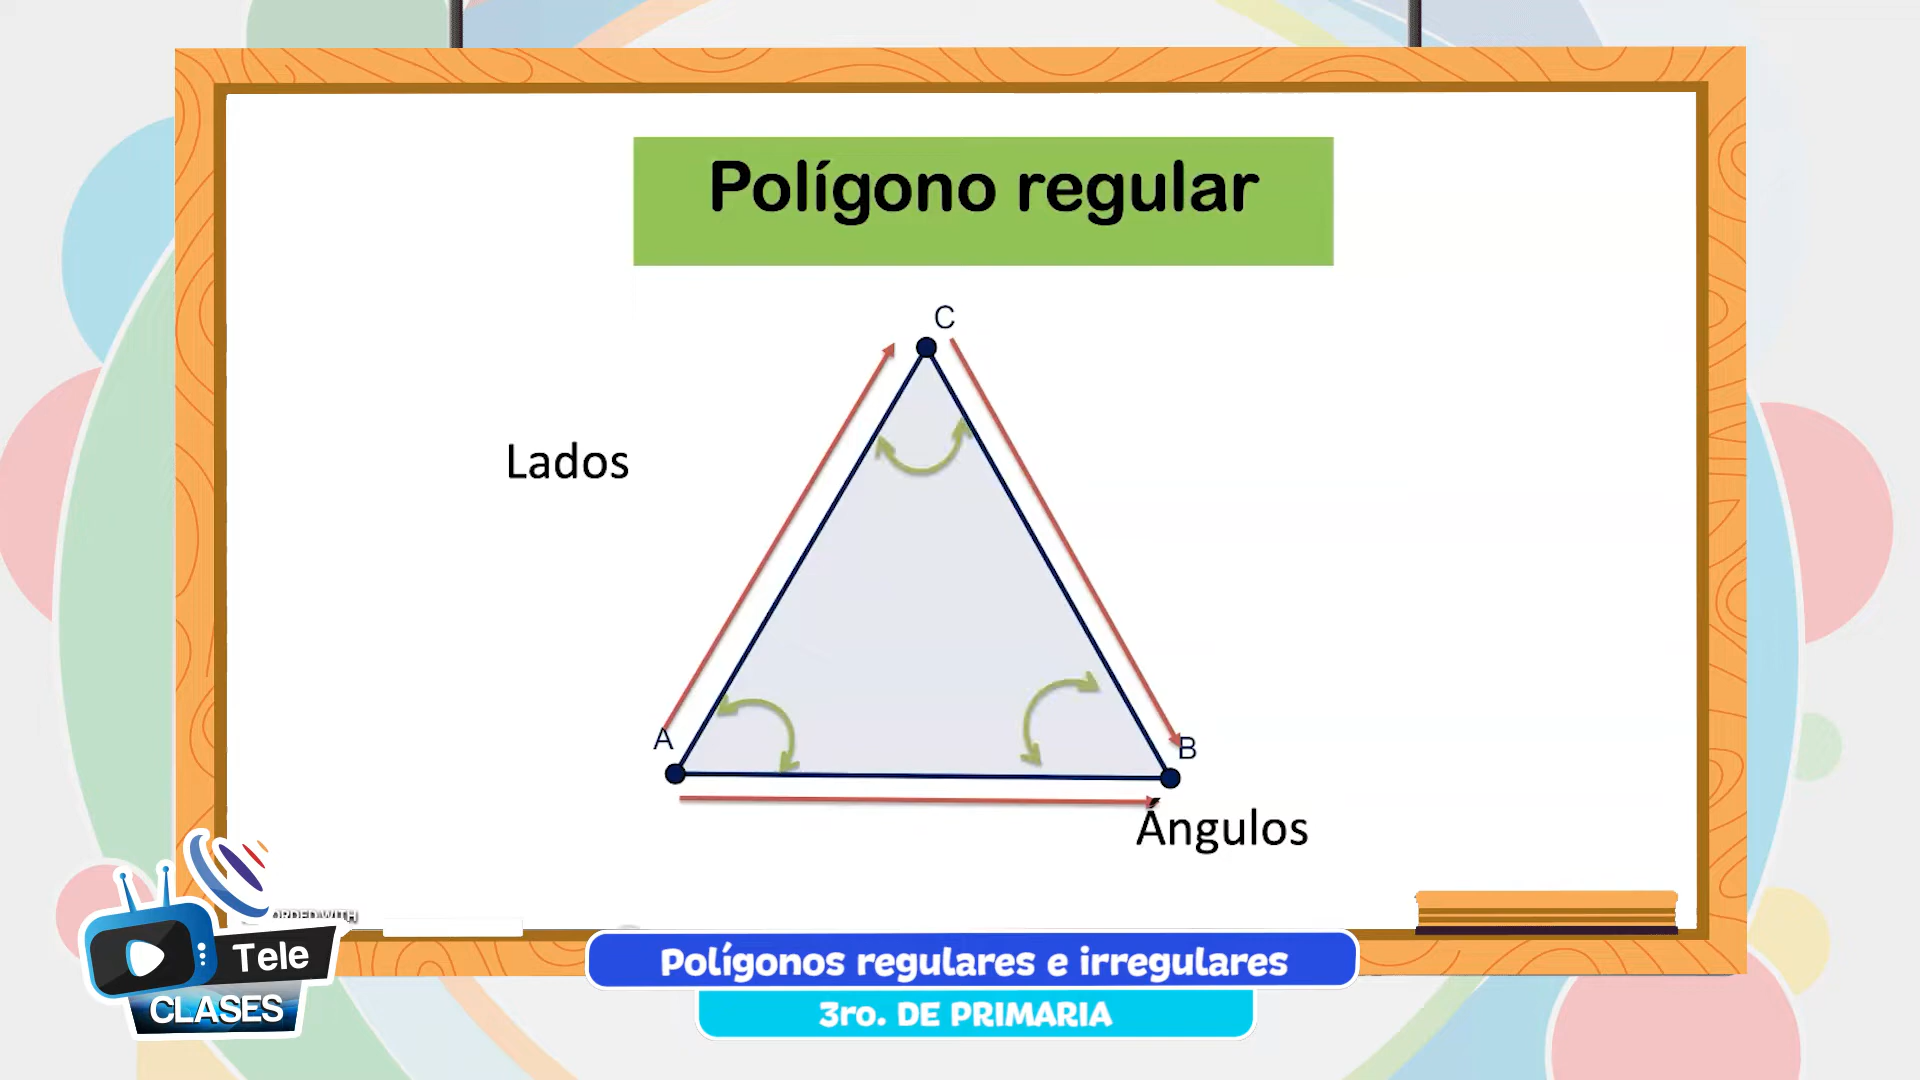 Polígono regular
C
Lados
A
B
Ángulos
Tele
CLASES
Polígonos regulares e irregulares
3ro. DE PRIMARIA